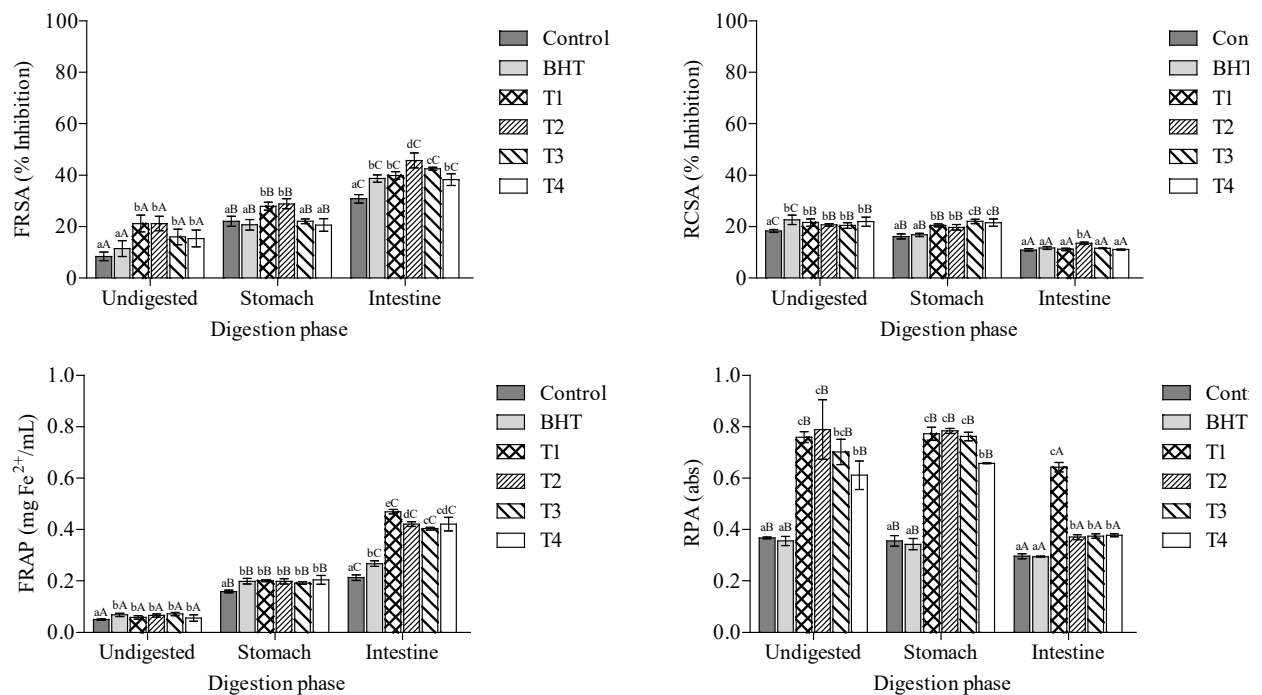 FRSA (% Inhibition)
100
80
60
40
20
0
aA aA bA bA aA aA
aB aB bB bB aB aB
aC bC bC dC cC bC
Undigested Stomach Intestine
Digestion phase
Control
BHT
T1
T2
T3
T4
RCSA (% Inhibition)
100
80
60
40
20
0
aC bC bB bB bB bB
aB aB bB bB cB cB
aA aA aA bA aA aA
Undigested Stomach Intestine
Digestion phase
Con
BHT
T1
T2
T3
T4
FRAP (mg Fe²⁺/mL)
1.0
0.8
0.6
0.4
0.2
0.0
aA bA bA bA bA bA
aB bB bB bB bB bB
aC bC eC dC cC cdC
Undigested Stomach Intestine
Digestion phase
Control
BHT
T1
T2
T3
T4
RPA (abs)
1.0
0.8
0.6
0.4
0.2
0.0
aB aB cB cB bcB bB
aB aB cB cB cB bB
aA aA cA bA bA bA
Undigested Stomach Intestine
Digestion phase
Cont
BHT
T1
T2
T3
T4